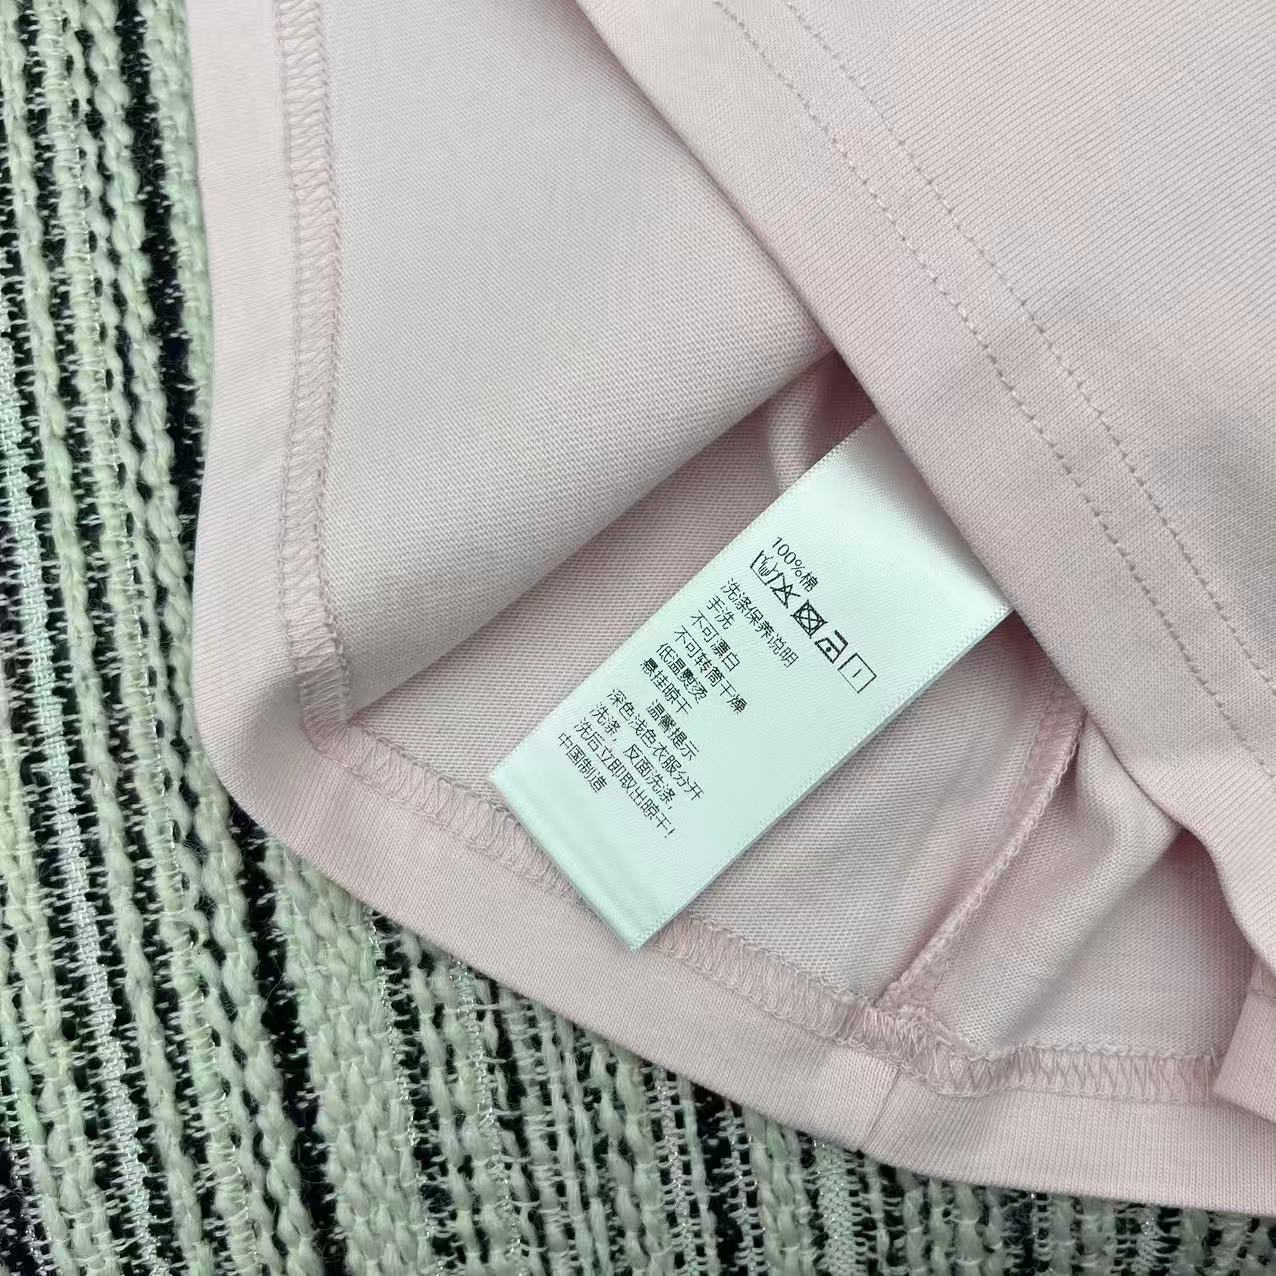 100%棉
洗涤保养说明
手洗
不可漂白
不可转筒干燥
低温熨烫
悬挂晾干
温馨提示
深色浅色衣服分开
洗涤，反面洗涤，
洗后立即取出晾干！
中国制造